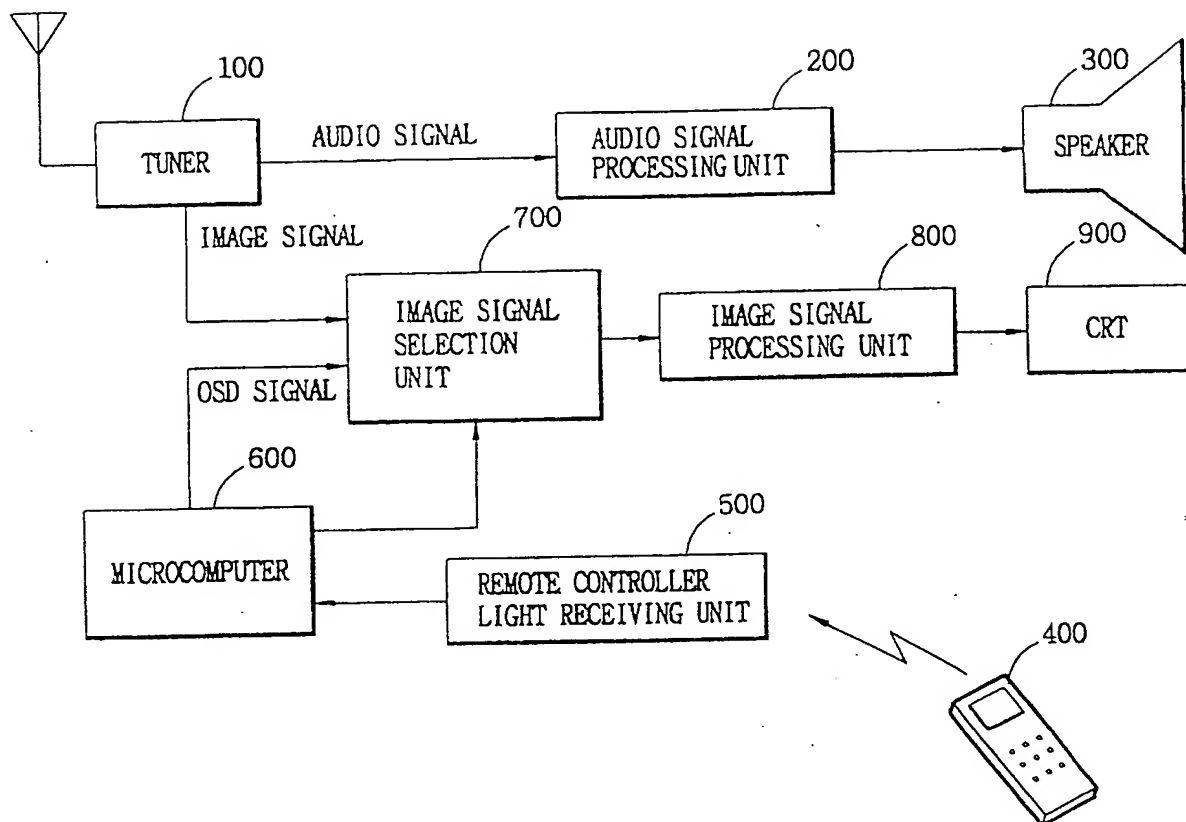 100
TUNER
AUDIO SIGNAL
200
AUDIO SIGNAL
PROCESSING UNIT
300
SPEAKER
IMAGE SIGNAL
700
IMAGE SIGNAL
SELECTION
UNIT
800
IMAGE SIGNAL
PROCESSING UNIT
900
CRT
OSD SIGNAL
600
MICROCOMPUTER
500
REMOTE CONTROLLER
LIGHT RECEIVING UNIT
400